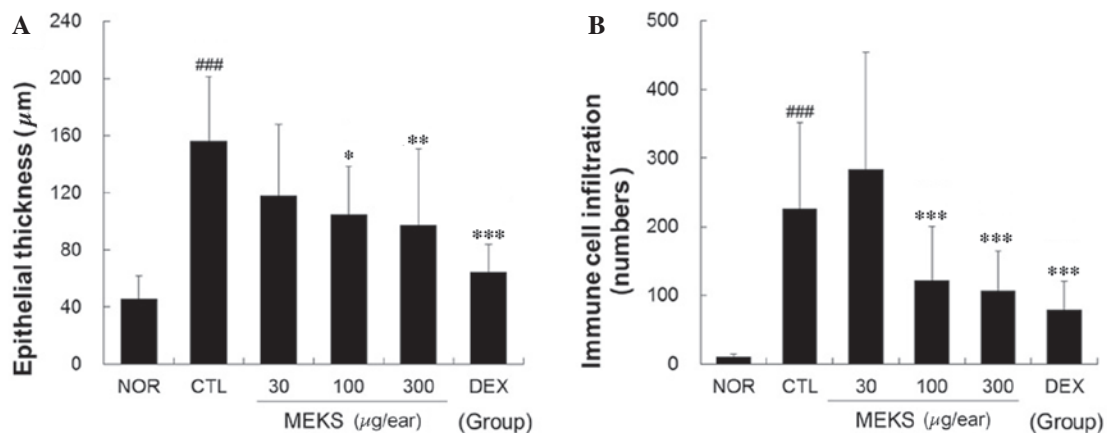 A
Epithelial thickness (μm)
240
200
160
120
80
40
0
###
*
**
***
NOR CTL 30 100 300 DEX
MEKS (μg/ear) (Group)
B
Immune cell infiltration
(numbers)
500
400
300
200
100
0
###
***
***
***
NOR CTL 30 100 300 DEX
MEKS (μg/ear) (Group)